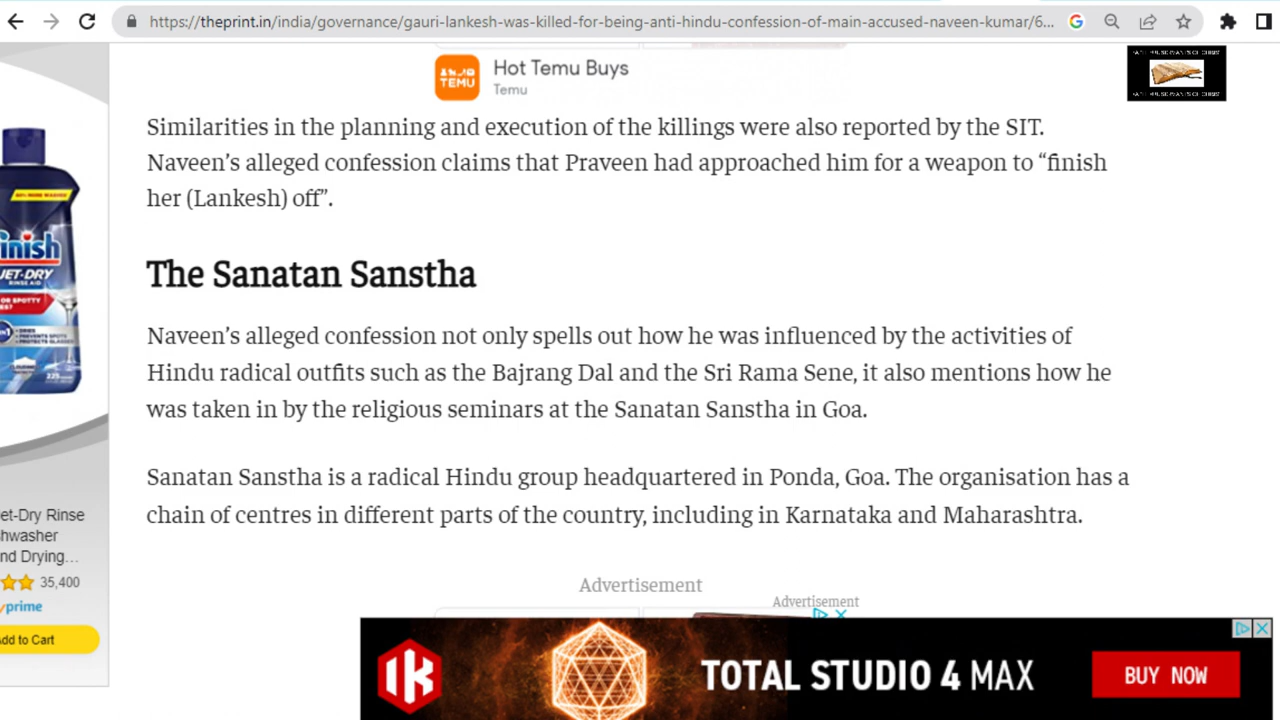 https://theprint.in/india/governance/gauri-lankesh-was-killed-for-being-anti-hindu-confession-of-main-accused-naveen-kumar/6...
TEMU
Hot Temu Buys
Temu
Similarities in the planning and execution of the killings were also reported by the SIT.
Naveen’s alleged confession claims that Praveen had approached him for a weapon to “finish
her (Lankesh) off”.
The Sanatan Sanstha
Naveen’s alleged confession not only spells out how he was influenced by the activities of
Hindu radical outfits such as the Bajrang Dal and the Sri Rama Sene, it also mentions how he
was taken in by the religious seminars at the Sanatan Sanstha in Goa.
Sanatan Sanstha is a radical Hindu group headquartered in Ponda, Goa. The organisation has a
chain of centres in different parts of the country, including in Karnataka and Maharashtra.
inish
JET-DRY
RINSE AID
OR SPOTTY
et-Dry Rinse
hwasher
nd Drying...
35,400
prime
dd to Cart
Advertisement
Advertisement
TOTAL STUDIO 4 MAX
BUY NOW